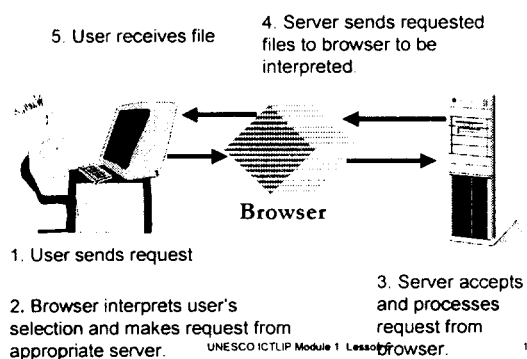 5. User receives file
4. Server sends requested
files to browser to be
interpreted.
Browser
1. User sends request
2. Browser interprets user's
selection and makes request from
appropriate server.
3. Server accepts
and processes
request from
browser.
UNESCO ICTLIP Module 1 Lesson
1